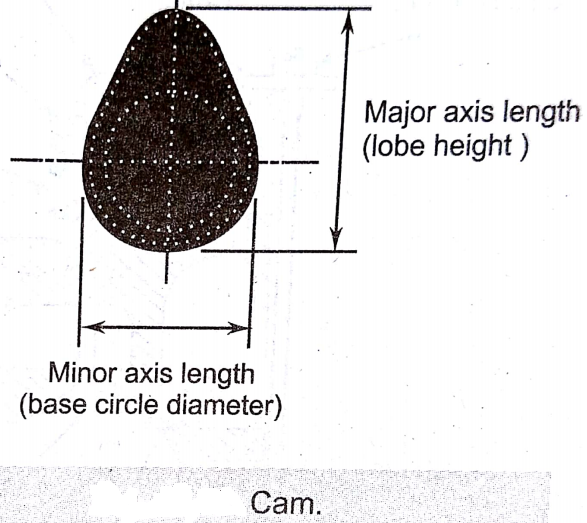 Major axis length
(lobe height )
Minor axis length
(base circle diameter)
Cam.